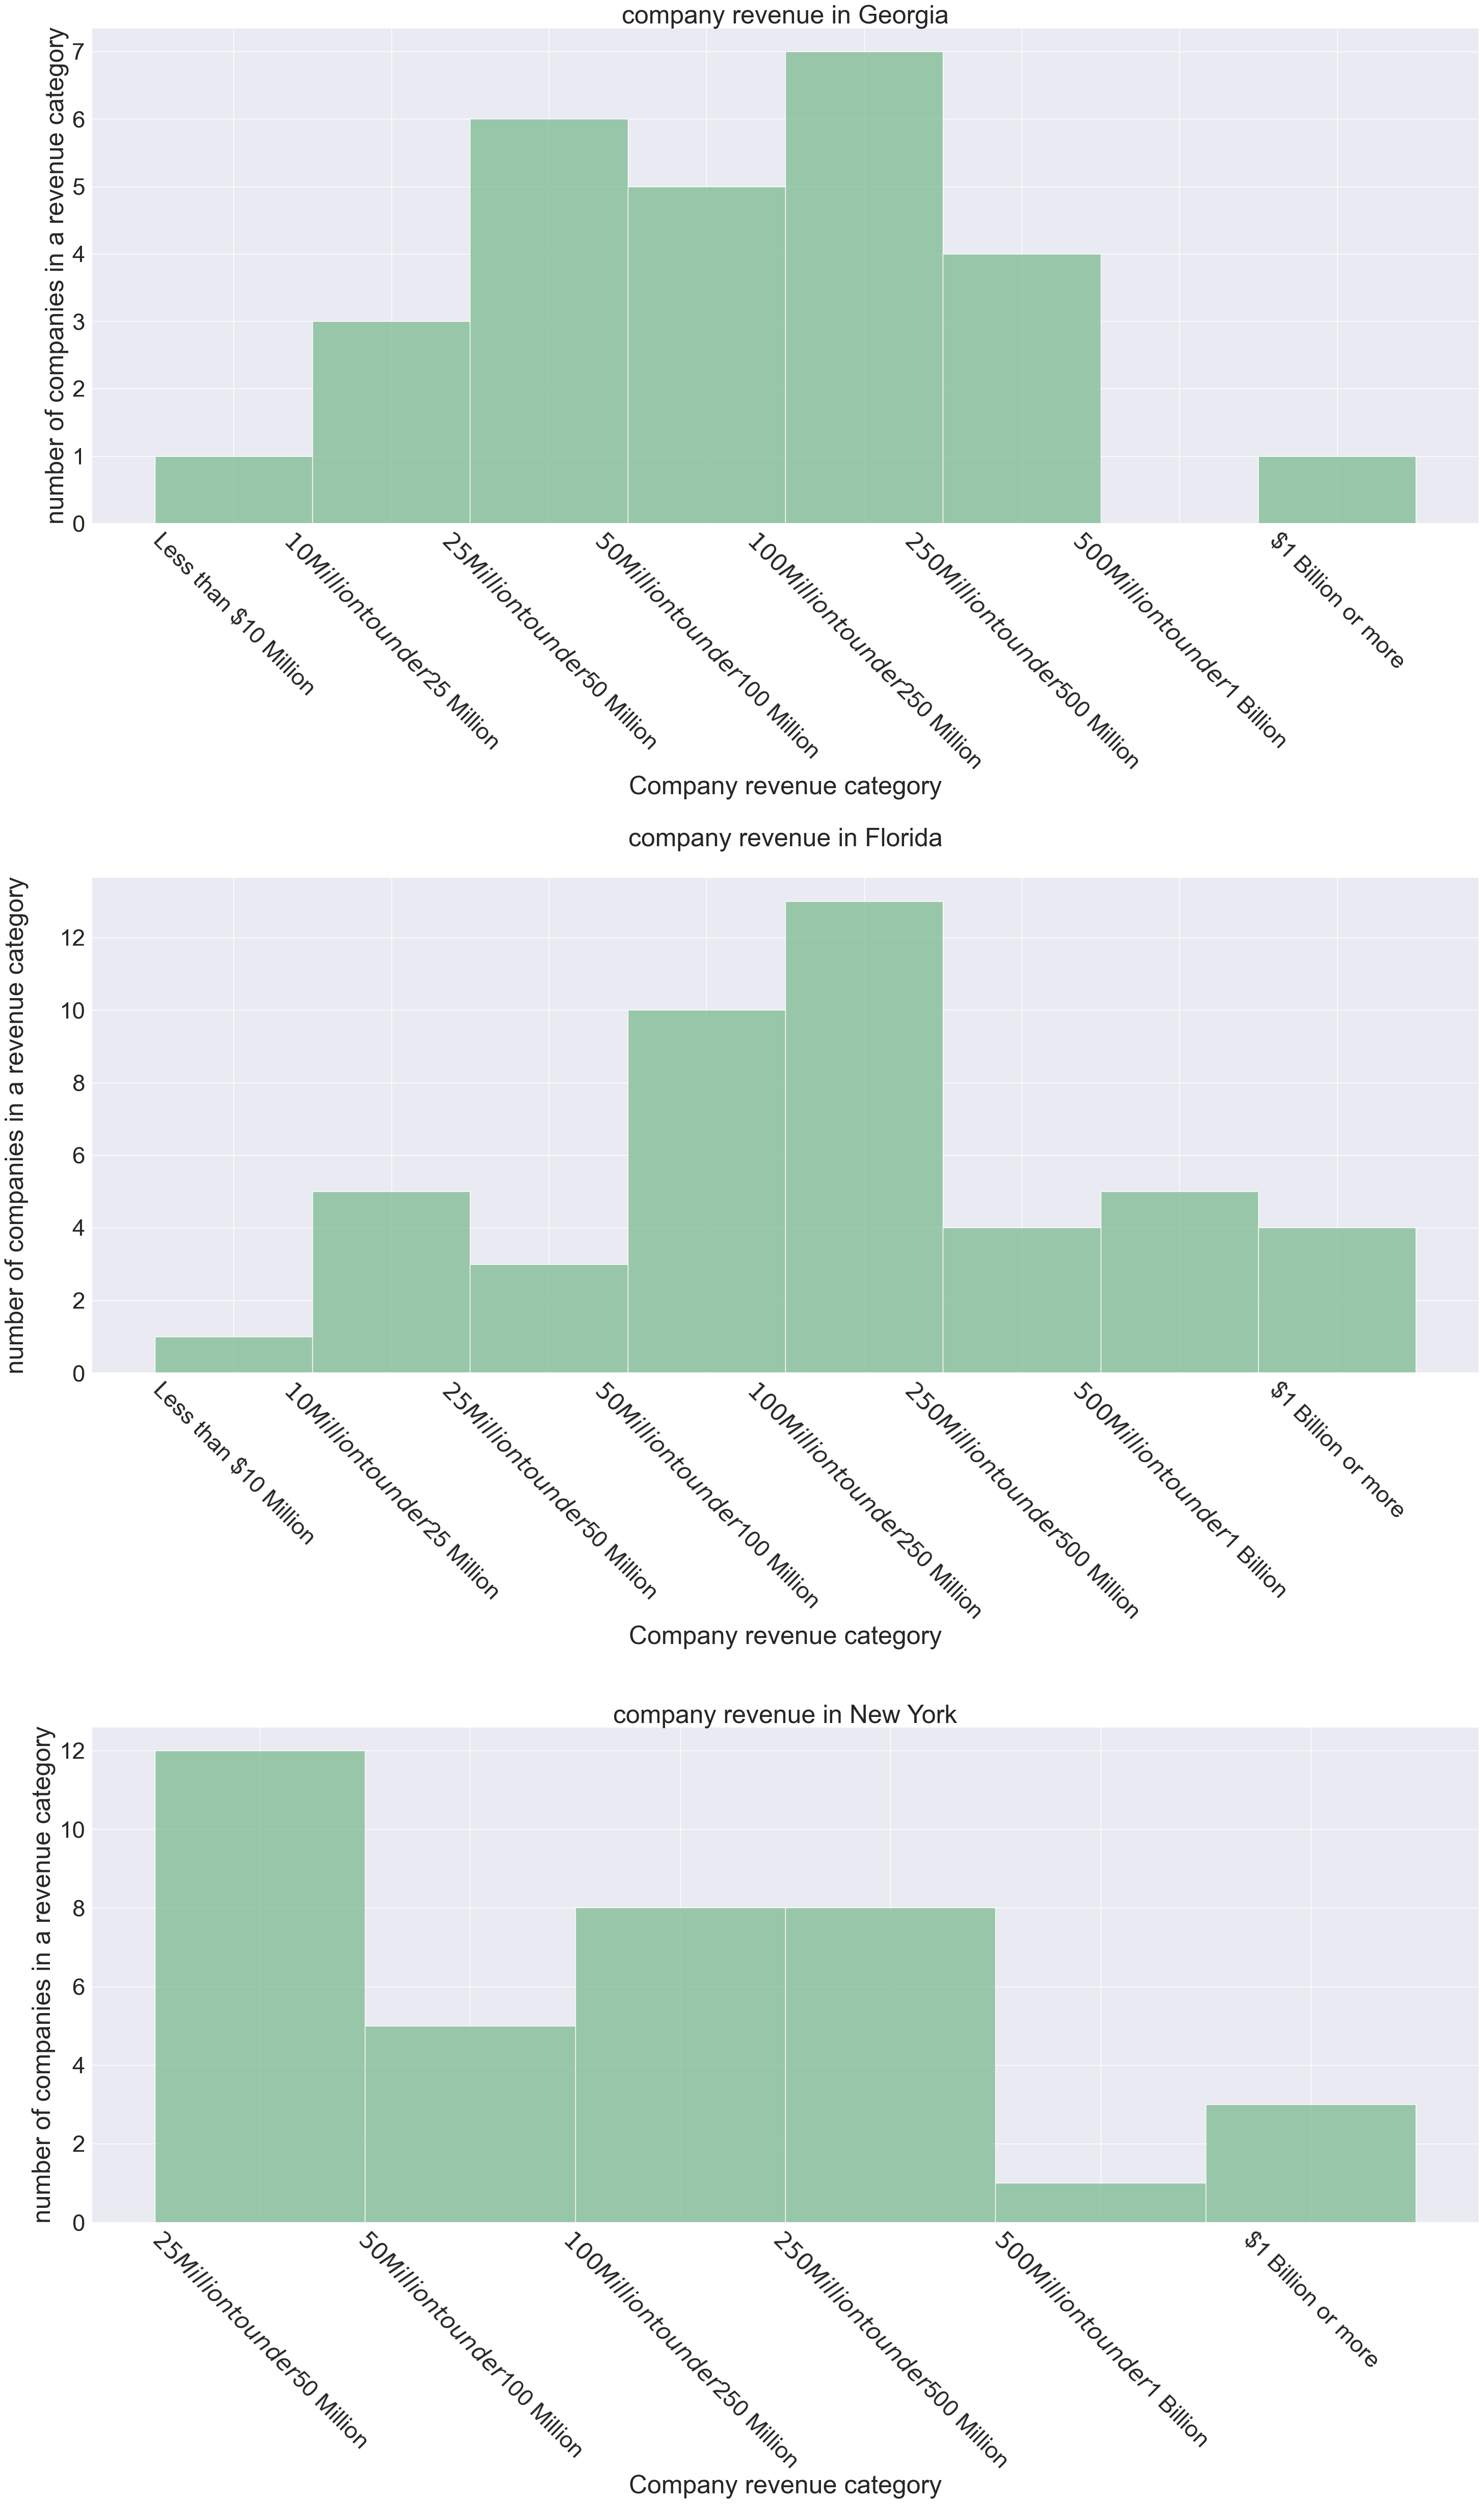 company revenue in Georgia
number of companies in a revenue category
7
6
5
4
3
2
1
0
Less than $10 Million
10Milliontounder25 Million
25Milliontounder50 Million
50Milliontounder100 Million
100Milliontounder250 Million
250Milliontounder500 Million
500Milliontounder1 Billion
$1 Billion or more
Company revenue category
company revenue in Florida
number of companies in a revenue category
12
10
8
6
4
2
0
Less than $10 Million
10Milliontounder25 Million
25Milliontounder50 Million
50Milliontounder100 Million
100Milliontounder250 Million
250Milliontounder500 Million
500Milliontounder1 Billion
$1 Billion or more
Company revenue category
company revenue in New York
number of companies in a revenue category
12
10
8
6
4
2
0
25Milliontounder50 Million
50Milliontounder100 Million
100Milliontounder250 Million
250Milliontounder500 Million
500Milliontounder1 Billion
$1 Billion or more
Company revenue category